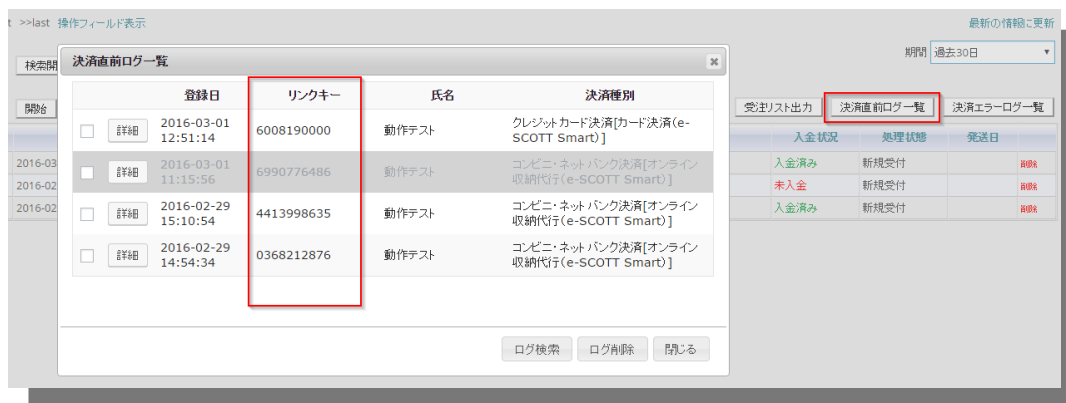 t >>last 操作フィールド表示 最新の情報に更新
期間 過去30日
検索開
決済直前ログ一覧
開始
受注リスト出力 決済直前ログ一覧 決済エラーログ一覧
登録日 リンクキー 氏名 決済種別
入金状況 処理状態 発送日
詳細 2016-03-01 12:51:14 6008190000 動作テスト クレジットカード決済[カード決済(e-
SCOTT Smart)]
詳細 2016-03-01 11:15:56 6990776486 動作テスト コンビニ・ネットバンク決済[オンライン
収納代行(e-SCOTT Smart)]
詳細 2016-02-29 15:10:54 4413998635 動作テスト コンビニ・ネットバンク決済[オンライン
収納代行(e-SCOTT Smart)]
詳細 2016-02-29 14:54:34 0368212876 動作テスト コンビニ・ネットバンク決済[オンライン
収納代行(e-SCOTT Smart)]
2016-03 入金済み 新規受付 削除
2016-02 未入金 新規受付 削除
2016-02 入金済み 新規受付 削除
ログ検索 ログ削除 閉じる